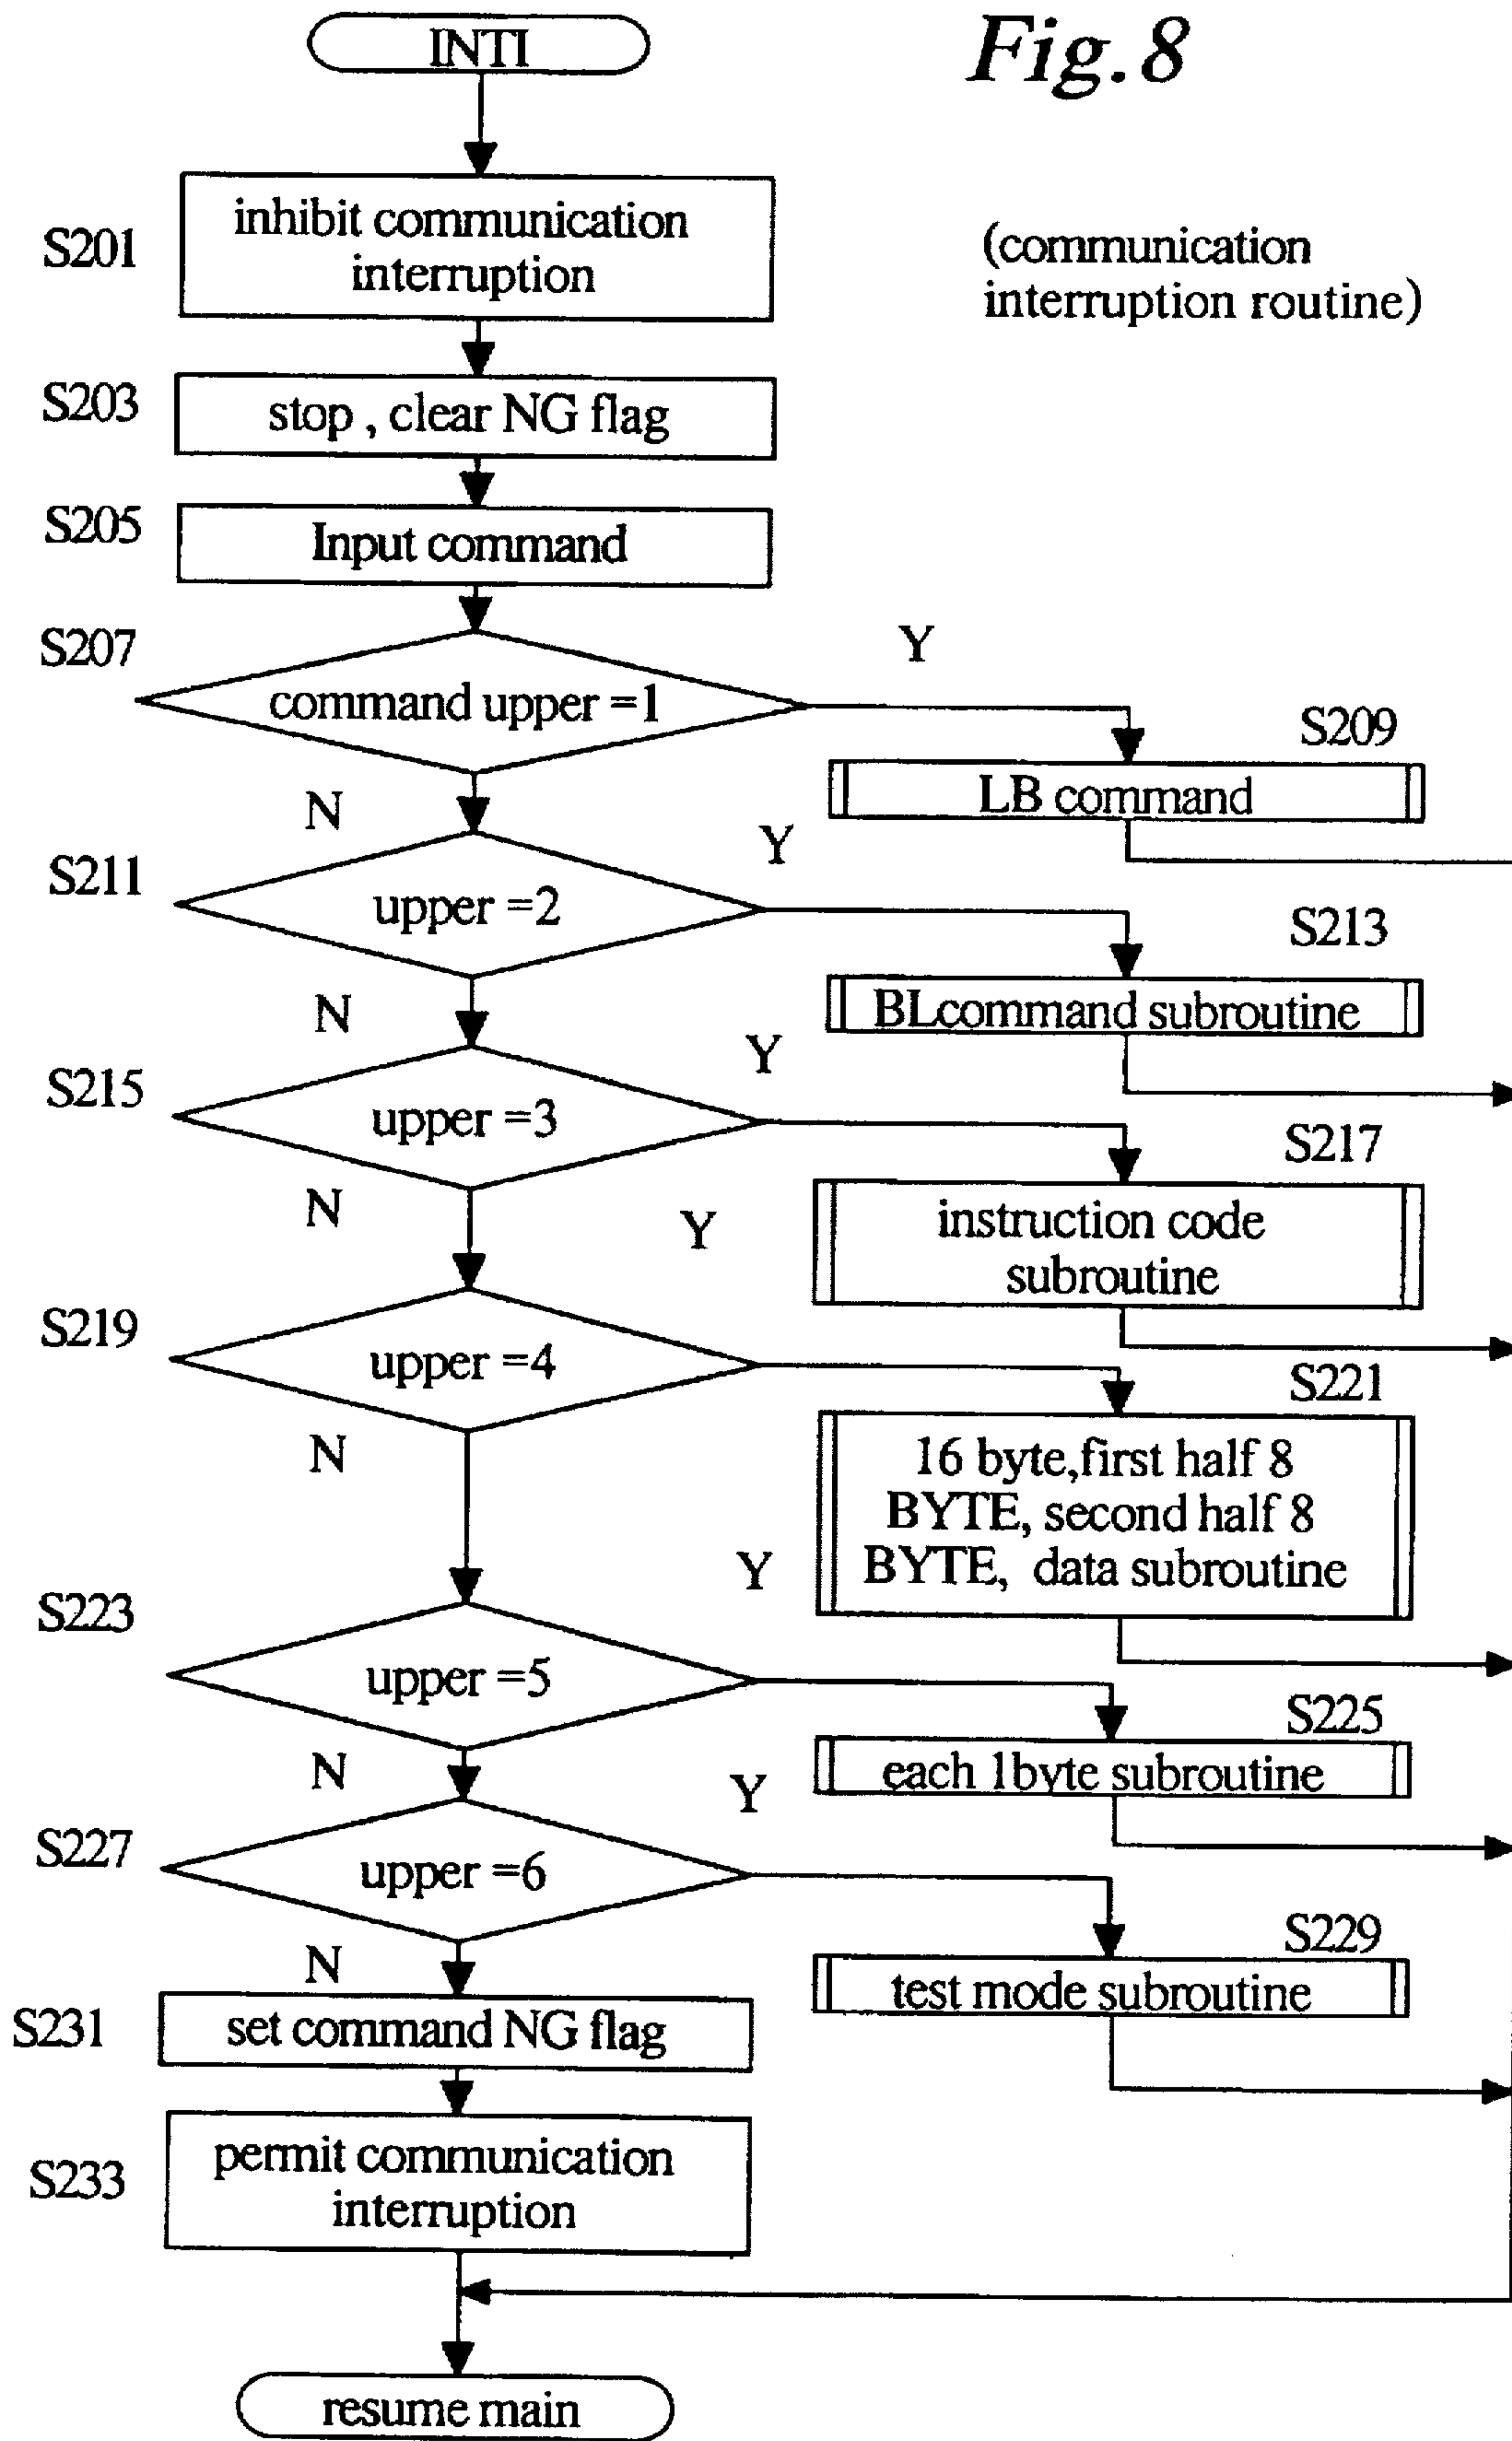 Fig. 8
INTI
(communication
interruption routine)
S201
inhibit communication
interruption
S203
stop , clear NG flag
S205
Input command
S207
command upper =1
Y
N
S209
LB command
S211
upper =2
Y
N
S213
BLcommand subroutine
S215
upper =3
Y
N
S217
instruction code
subroutine
S219
upper =4
Y
N
S221
16 byte,first half 8
BYTE, second half 8
BYTE, data subroutine
S223
upper =5
Y
N
S225
each 1byte subroutine
S227
upper =6
Y
N
S229
test mode subroutine
S231
set command NG flag
S233
permit communication
interruption
resume main